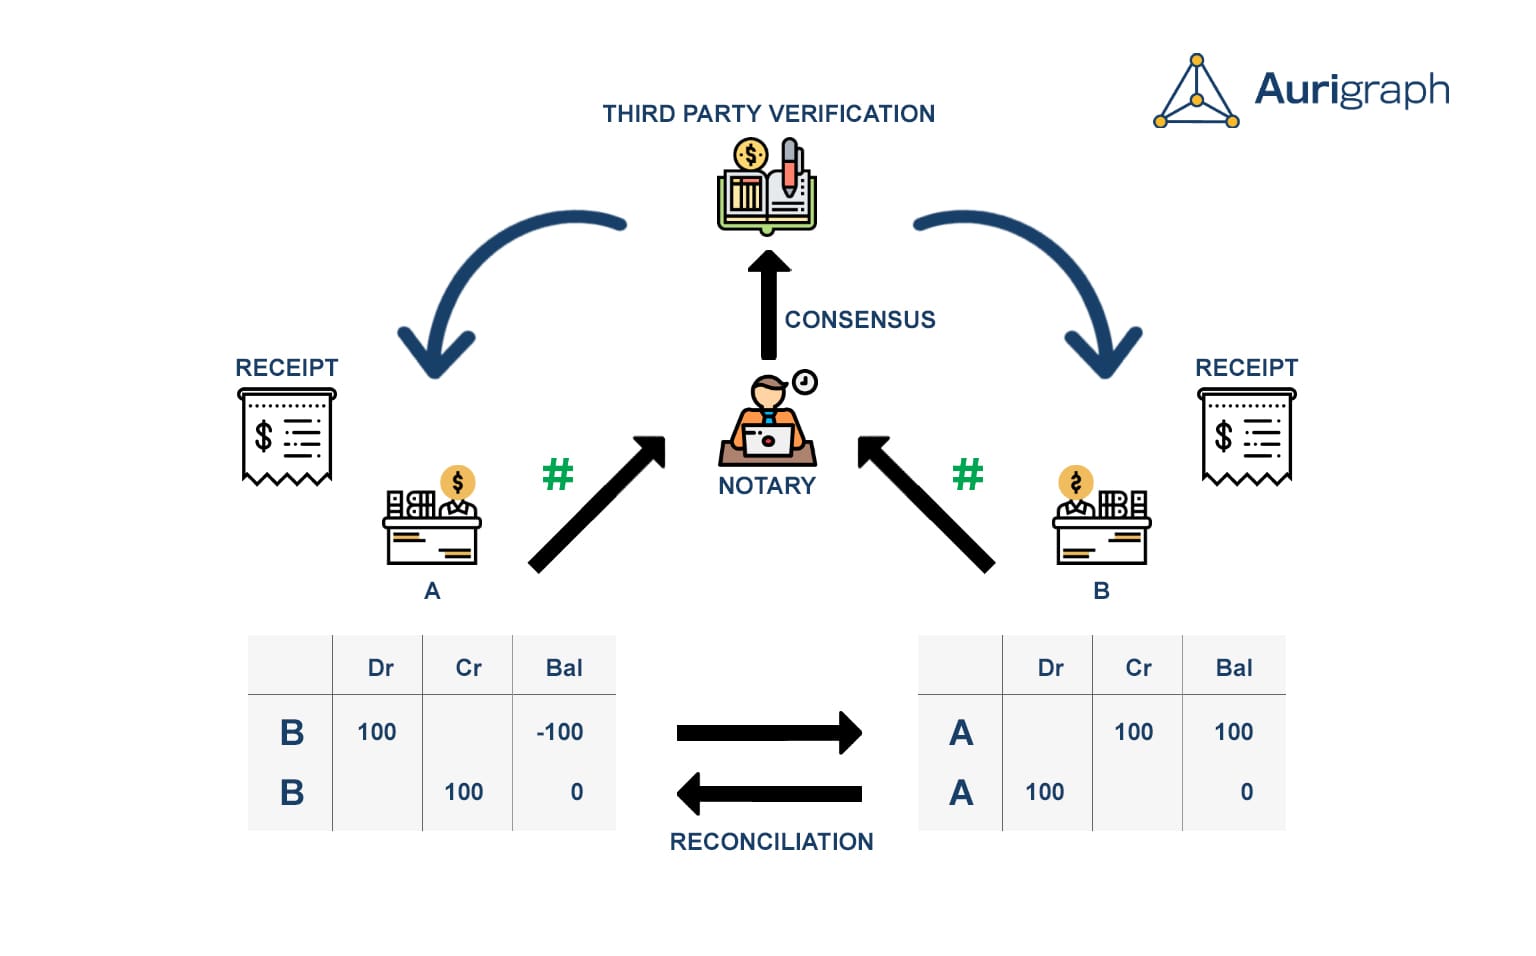 Aurigraph
THIRD PARTY VERIFICATION
CONSENSUS
RECEIPT
RECEIPT
$
$
$
$
$
#
#
NOTARY
A
B
Dr Cr Bal
B 100 -100
B 100 0
Dr Cr Bal
A 100 100
A 100 0
RECONCILIATION